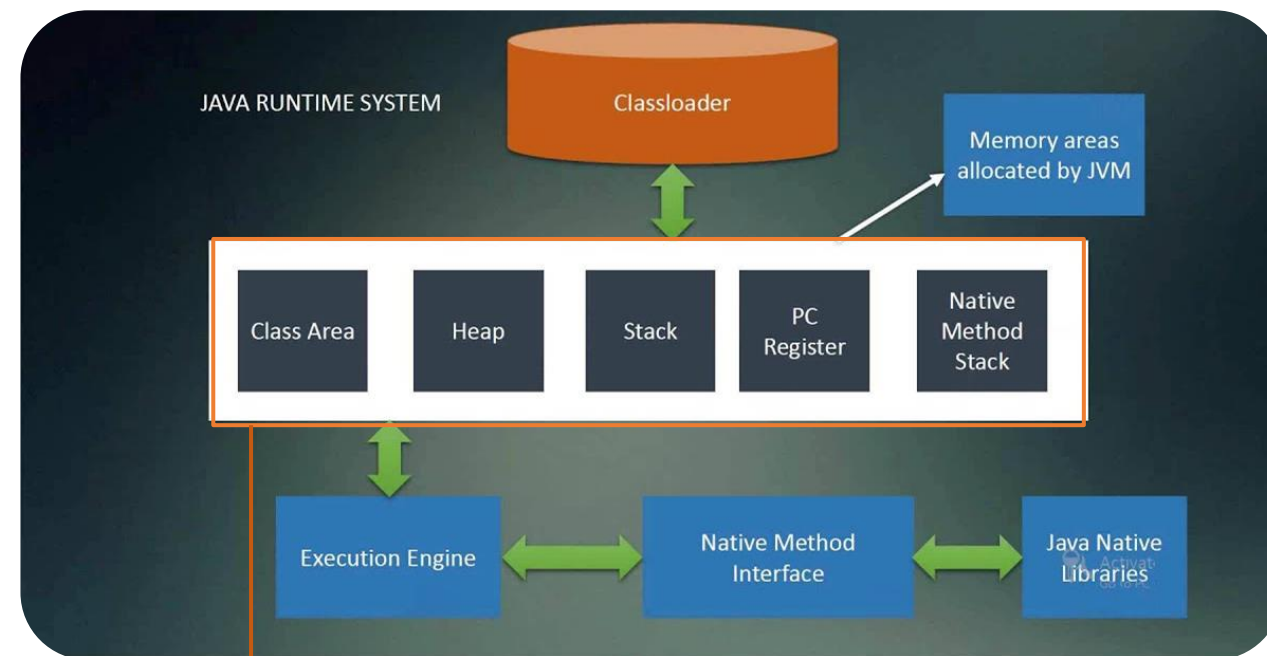 JAVA RUNTIME SYSTEM
Classloader
Memory areas
allocated by JVM
Class Area
Heap
Stack
PC
Register
Native
Method
Stack
Execution Engine
Native Method
Interface
Java Native
Libraries